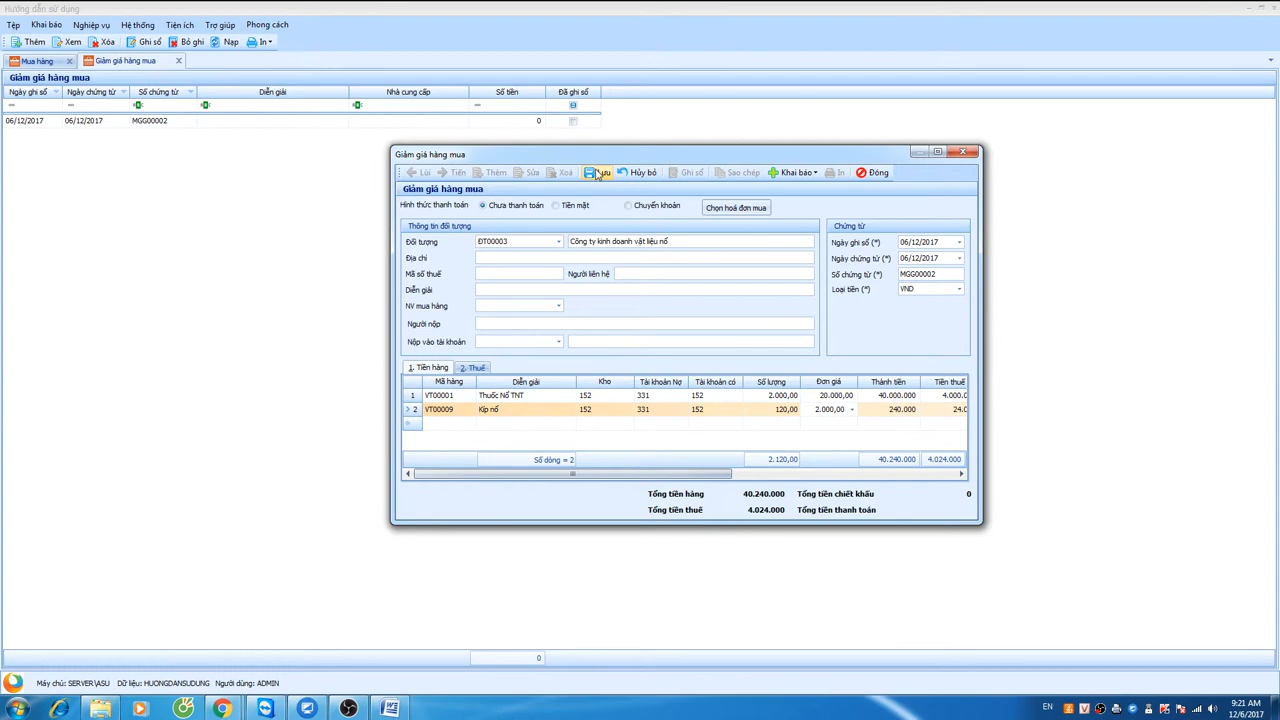 Hướng dẫn sử dụng
Tệp Khai báo Nghiệp vụ Hệ thống Tiện ích Trợ giúp Phong cách
Thêm Xem Xóa Ghi sổ Bỏ ghi Nạp In
Mua hàng Giảm giá hàng mua
Giảm giá hàng mua
Ngày ghi sổ Ngày chứng từ Số chứng từ Diễn giải Nhà cung cấp Số tiền Đã ghi sổ
06/12/2017 06/12/2017 MGG00002 0
Giảm giá hàng mua
Lùi Tiến Thêm Sửa Xoá Lưu Hủy bỏ Ghi sổ Sao chép Khai báo In Đóng
Giảm giá hàng mua
Hình thức thanh toán Chưa thanh toán Tiền mặt Chuyển khoản Chọn hoá đơn mua
Thông tin đối tượng
Đối tượng ĐT00003 Công ty kinh doanh vật liệu nổ
Địa chỉ
Mã số thuế Người liên hệ
Diễn giải
NV mua hàng
Người nộp
Nộp vào tài khoản
Chứng từ
Ngày ghi sổ (*) 06/12/2017
Ngày chứng từ (*) 06/12/2017
Số chứng từ (*) MGG00002
Loại tiền (*) VND
1. Tiền hàng 2. Thuế
Mã hàng Diễn giải Kho Tài khoản Nợ Tài khoản có Số lượng Đơn giá Thành tiền Tiền thuế
1 VT00001 Thuốc Nổ TNT 152 331 152 2.000,00 20.000,00 40.000.000 4.000.0
2 VT00009 Kíp nổ 152 331 152 120,00 2.000,00 240.000 24.0
Số dòng = 2 2.120,00 40.240.000 4.024.000
Tổng tiền hàng 40.240.000 Tổng tiền chiết khấu 0
Tổng tiền thuế 4.024.000 Tổng tiền thanh toán
0
Máy chủ: SERVER\ASU Dữ liệu: HUONGDANSUDUNG Người dùng: ADMIN
EN 9:21 AM
12/6/2017